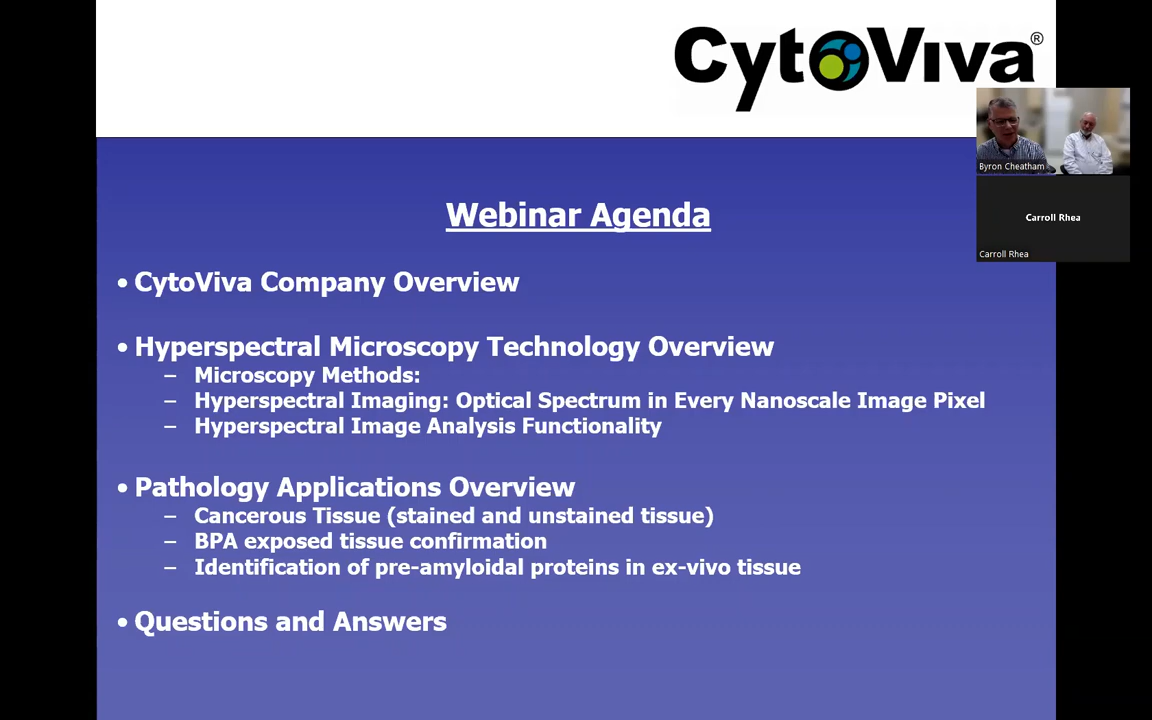 CytoViva®
Byron Cheatham
Carroll Rhea
Carroll Rhea
Webinar Agenda
• CytoViva Company Overview
• Hyperspectral Microscopy Technology Overview
– Microscopy Methods:
– Hyperspectral Imaging: Optical Spectrum in Every Nanoscale Image Pixel
– Hyperspectral Image Analysis Functionality
• Pathology Applications Overview
– Cancerous Tissue (stained and unstained tissue)
– BPA exposed tissue confirmation
– Identification of pre-amyloidal proteins in ex-vivo tissue
• Questions and Answers